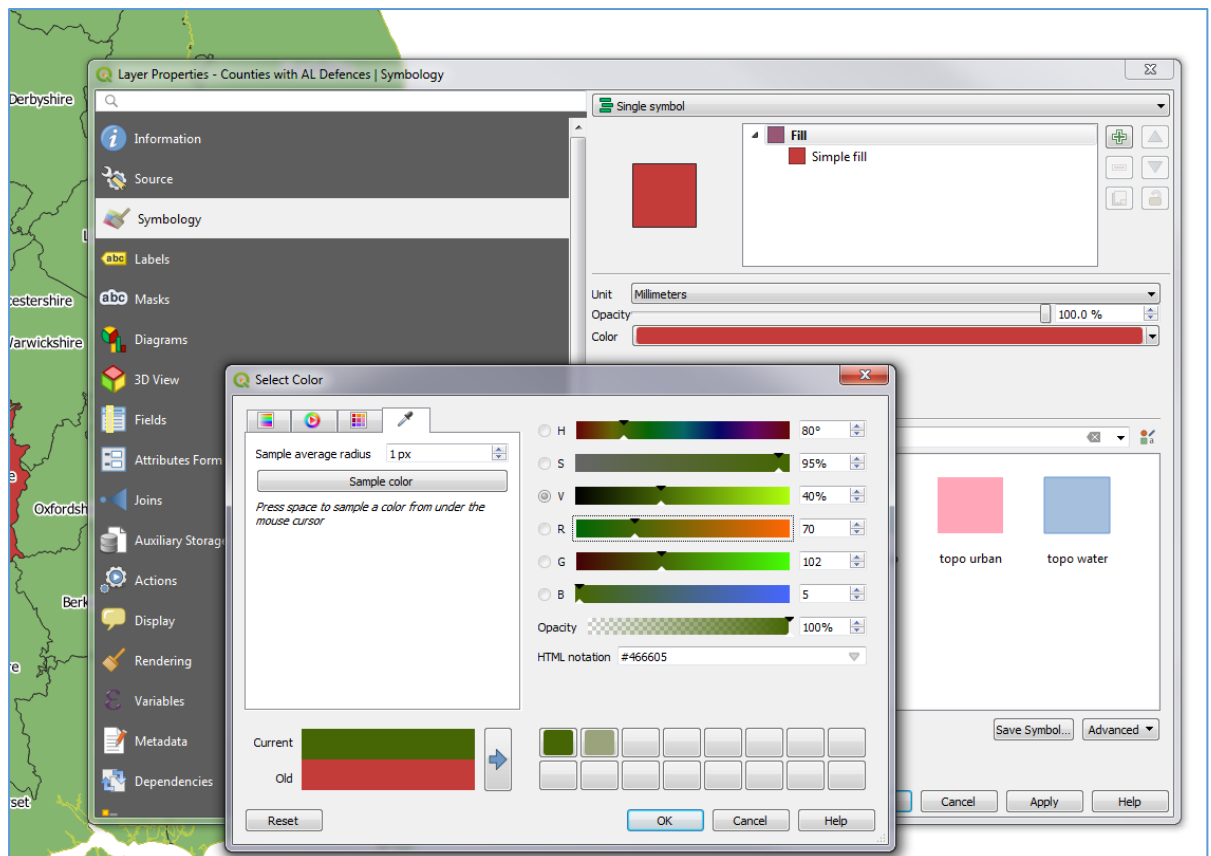 Layer Properties - Counties with AL Defences | Symbology
Derbyshire
Single symbol
Information
Fill
Simple fill
Source
Symbology
abc Labels
abc Masks
Unit Millimeters
Opacity 100.0 %
Color
Warwickshire
Diagrams
3D View
Fields
Attributes Form
Joins
Oxfordsh
Auxiliary Storage
Actions
Berk
Display
Rendering
Variables
Metadata
Dependencies
set
Select Color
Sample average radius 1 px
Sample color
Press space to sample a color from under the
mouse cursor
H 80°
S 95%
V 40%
R 70
G 102
B 5
Opacity 100%
HTML notation #466605
Current
Old
Reset
OK Cancel Help
topo urban topo water
Save Symbol... Advanced
Cancel Apply Help